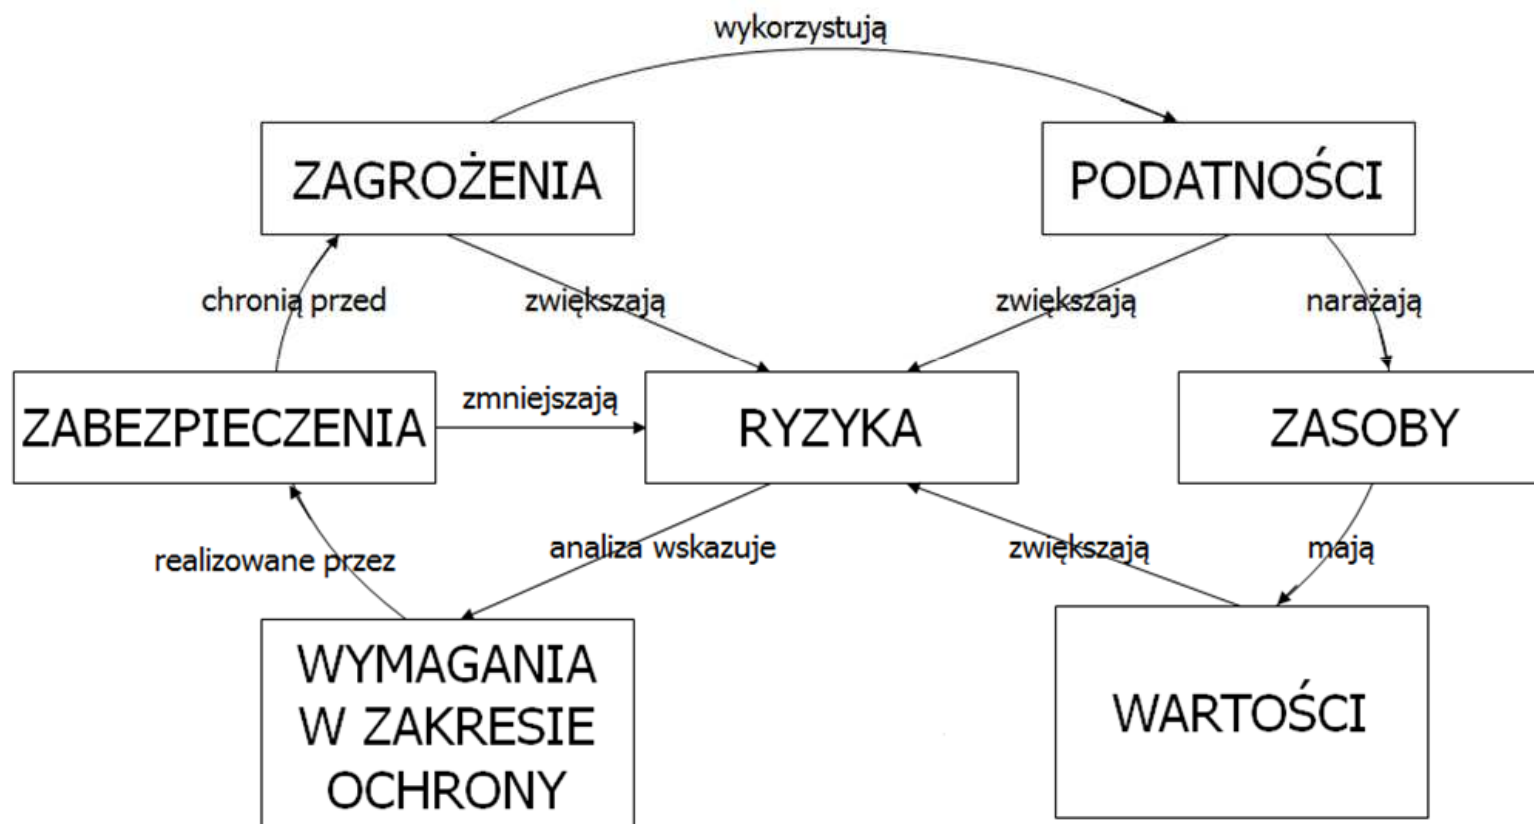 wykorzystują
ZAGROŻENIA
PODATNOŚCI
chronią przed
zwiększają
zwiększają
narażają
ZABEZPIECZENIA
zmniejszają
RYZYKA
ZASOBY
realizowane przez
analiza wskazuje
zwiększają
mają
WYMAGANIA
W ZAKRESIE
OCHRONY
WARTOŚCI